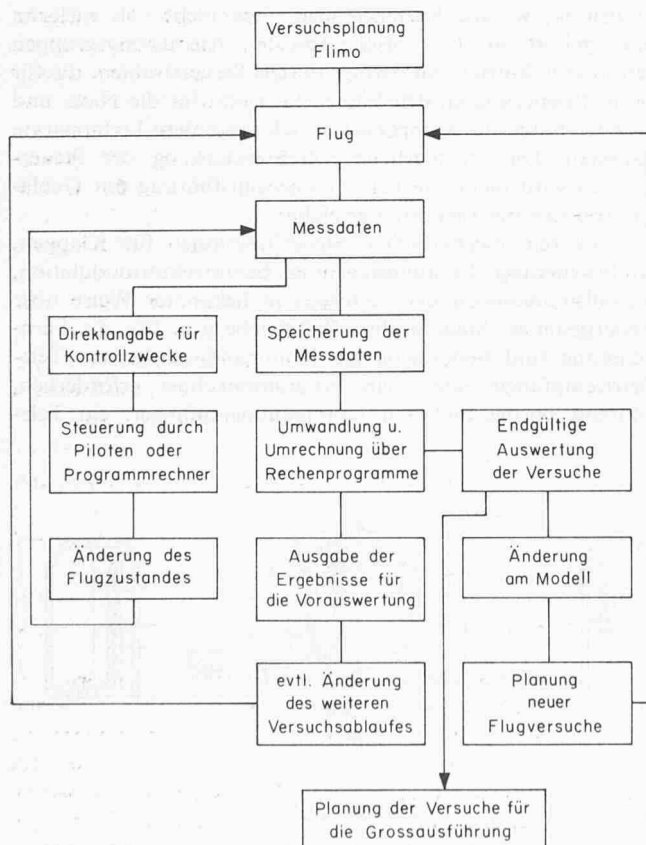 Versuchsplanung
Flimo
Flug
Messdaten
Direktangabe für
Kontrollzwecke
Speicherung der
Messdaten
Steuerung durch
Piloten oder
Programmrechner
Umwandlung u.
Umrechnung über
Rechenprogramme
Endgültige
Auswertung
der Versuche
Änderung des
Flugzustandes
Ausgabe der
Ergebnisse für
die Vorauswertung
Änderung
am Modell
evtl. Änderung
des weiteren
Versuchsablaufes
Planung
neuer
Flugversuche
Planung der Versuche für
die Grossausführung